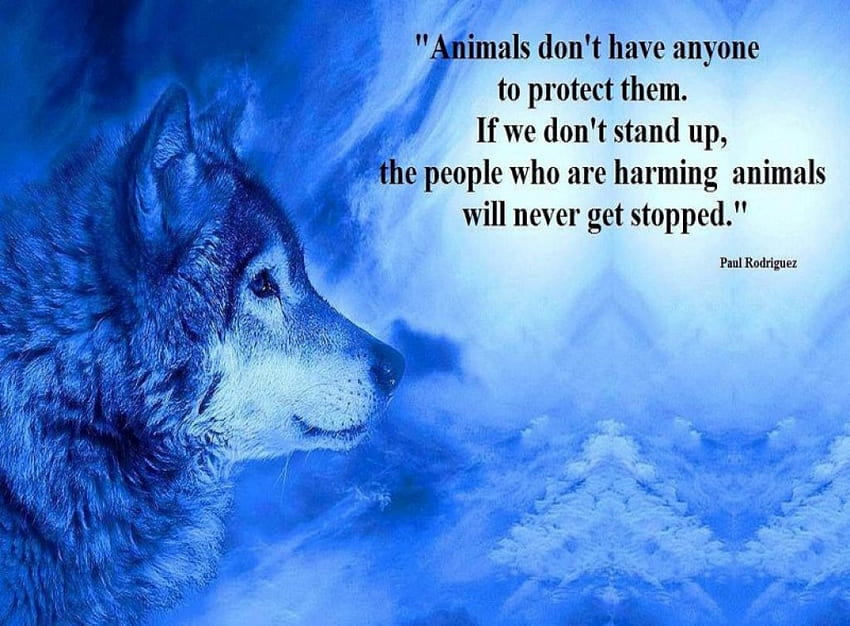 "Animals don't have anyone
to protect them.
If we don't stand up,
the people who are harming  animals
will never get stopped."
Paul Rodriguez